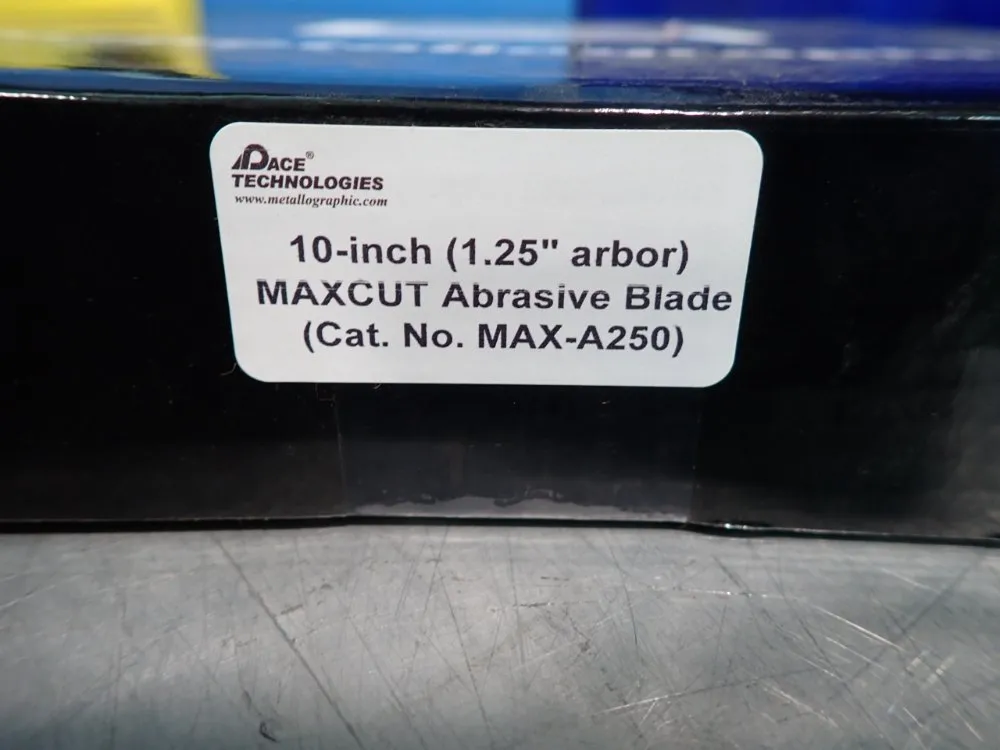 PACE®
TECHNOLOGIES
www.metallographic.com
10-inch (1.25" arbor)
MAXCUT Abrasive Blade
(Cat. No. MAX-A250)